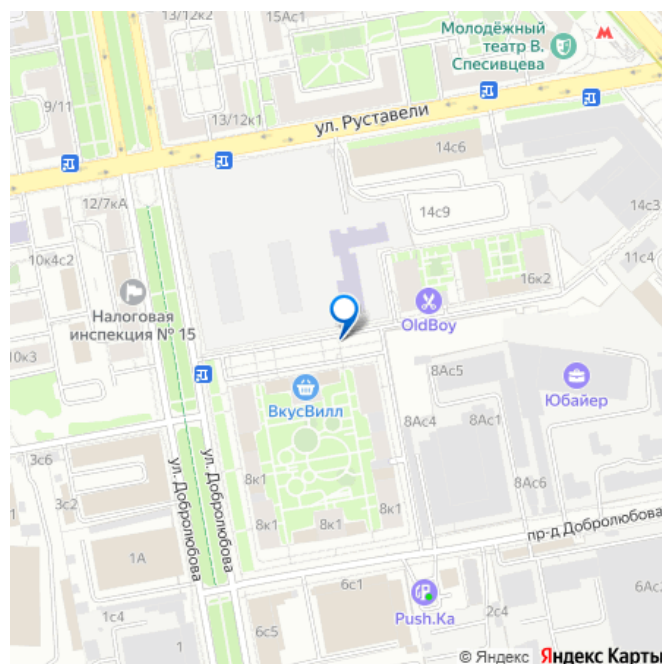 13/12к2
15Ас1
Молодёжный
театр В.
Спесивцева
9/11
13/12к1
ул. Руставели
14с6
12/7кА
14с9
14с3
10к4с2
11с4
16к2
Налоговая
инспекция № 15
OldBoy
10к3
8Ас5
Юбайер
ВкусВилл
8Ас4
8Ас1
3с6
8к1
8к1
8Ас6
3с2
ул. Добролюбова
ул. Добролюбова
8к1
8к1
8к1
пр-д Добролюбова
1А
6с1
6Ас2
Push.Ka
2с4
1с4
6с5
1
© Яндекс Яндекс Карты